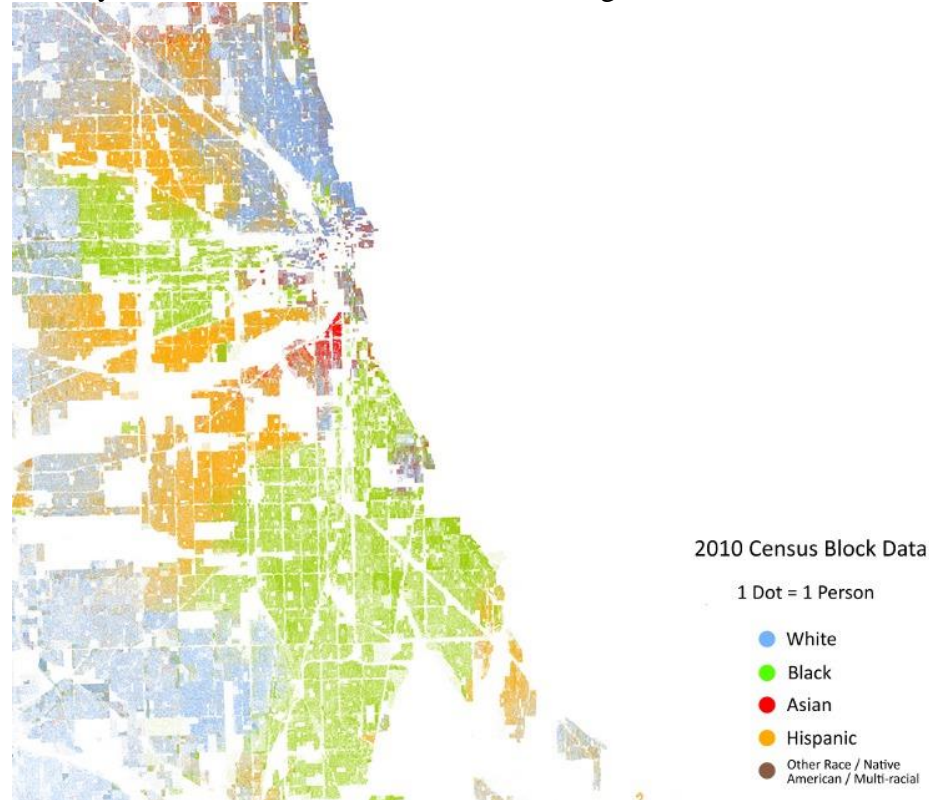 2010 Census Block Data
1 Dot = 1 Person
White
Black
Asian
Hispanic
Other Race / Native
American / Multi-racial